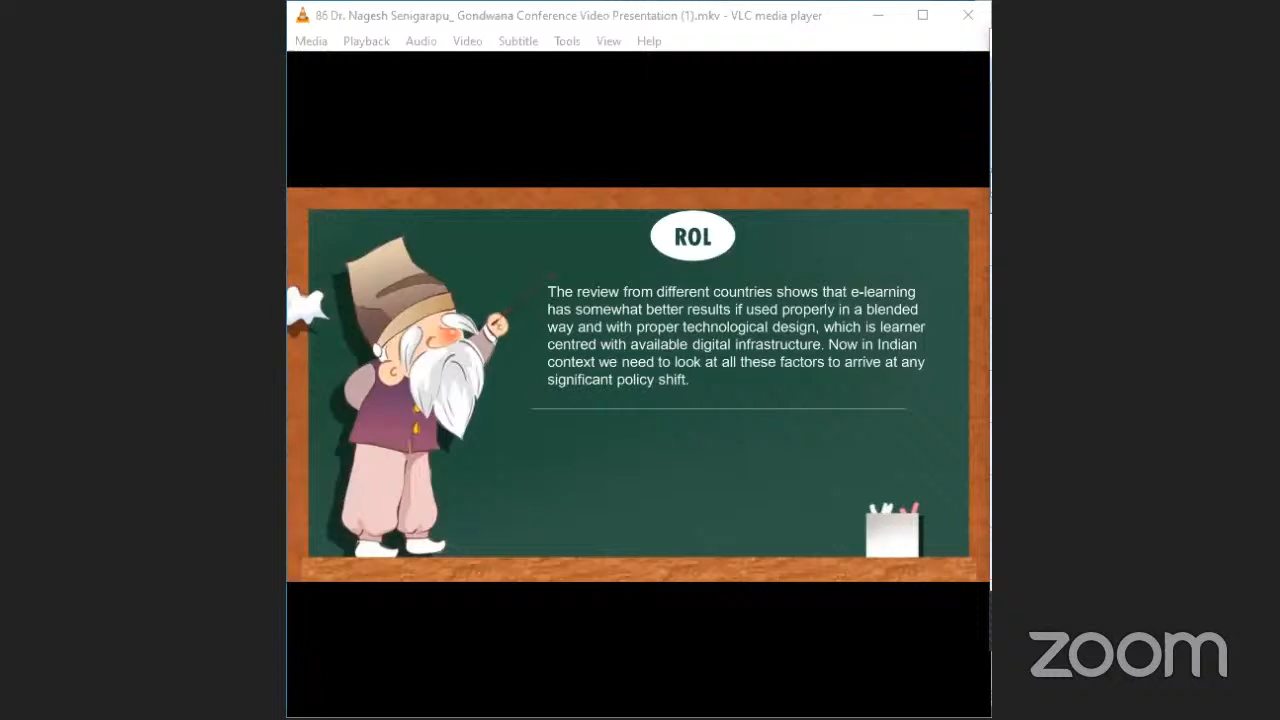 86 Dr. Nagesh Senigarapu_ Gondwana Conference Video Presentation (1).mkv - VLC media player
Media Playback Audio Video Subtitle Tools View Help
ROL
The review from different countries shows that e-learning
has somewhat better results if used properly in a blended
way and with proper technological design, which is learner
centred with available digital infrastructure. Now in Indian
context we need to look at all these factors to arrive at any
significant policy shift.
zoom